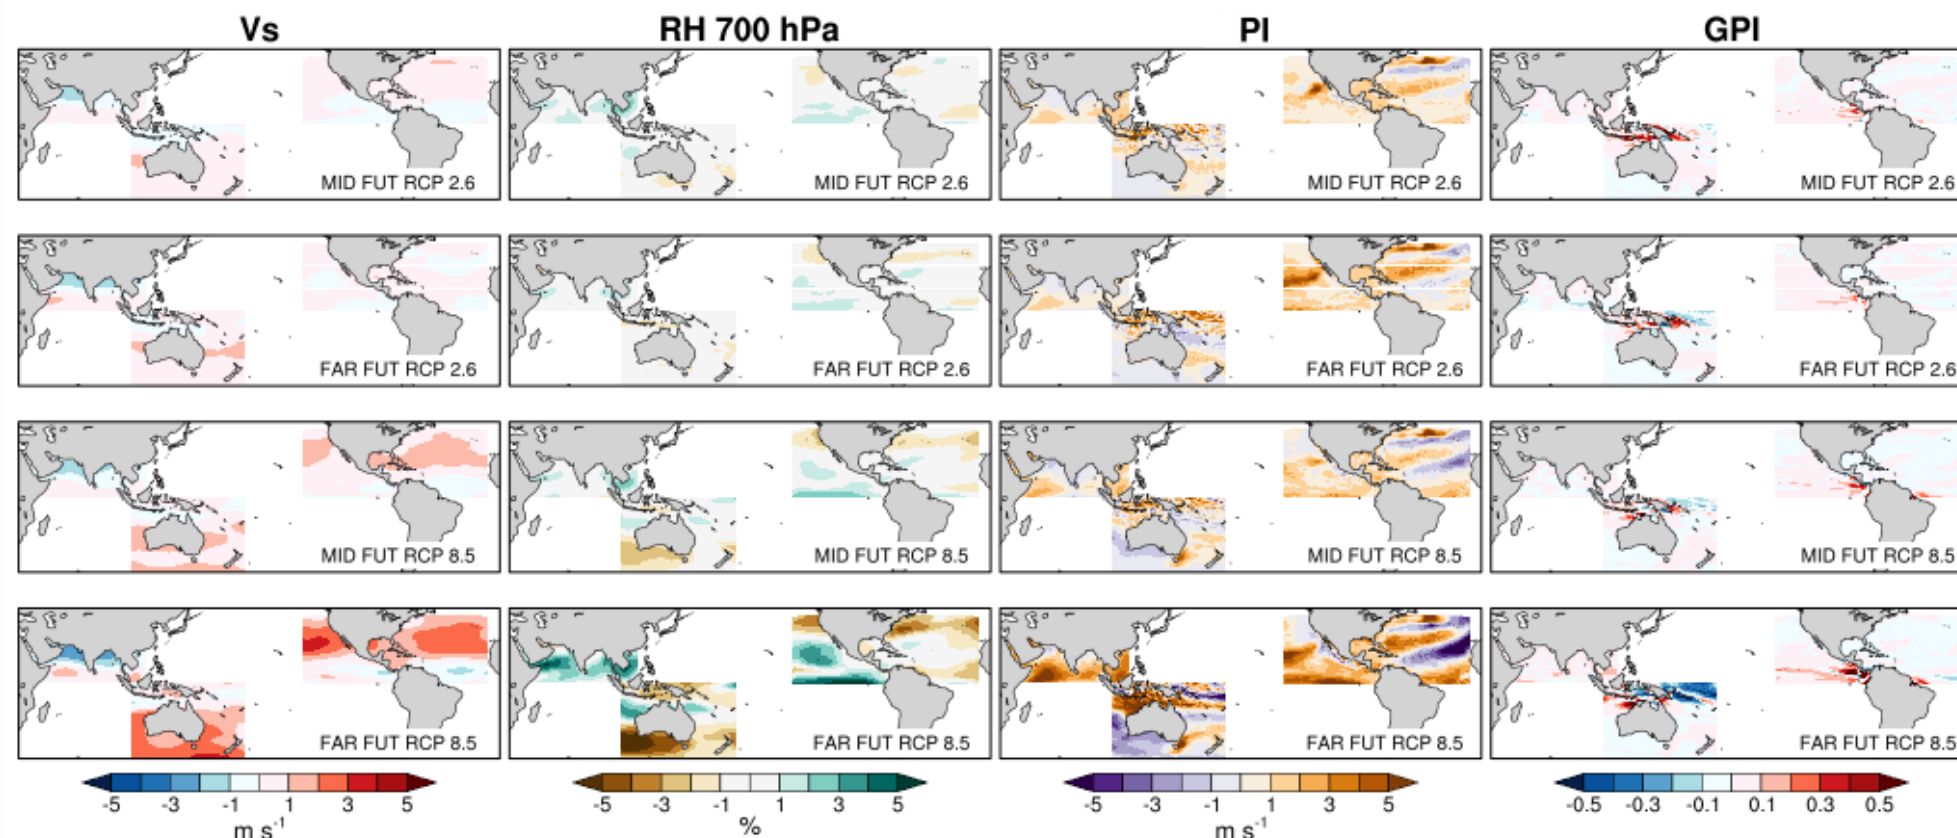 Vs RH 700 hPa PI GPI
MID FUT RCP 2.6 MID FUT RCP 2.6 MID FUT RCP 2.6 MID FUT RCP 2.6
FAR FUT RCP 2.6 FAR FUT RCP 2.6 FAR FUT RCP 2.6 FAR FUT RCP 2.6
MID FUT RCP 8.5 MID FUT RCP 8.5 MID FUT RCP 8.5 MID FUT RCP 8.5
FAR FUT RCP 8.5 FAR FUT RCP 8.5 FAR FUT RCP 8.5 FAR FUT RCP 8.5
-5 -3 -1 1 3 5 -5 -3 -1 1 3 5 -5 -3 -1 1 3 5 -0.5 -0.3 -0.1 0.1 0.3 0.5
m s⁻¹ % m s⁻¹